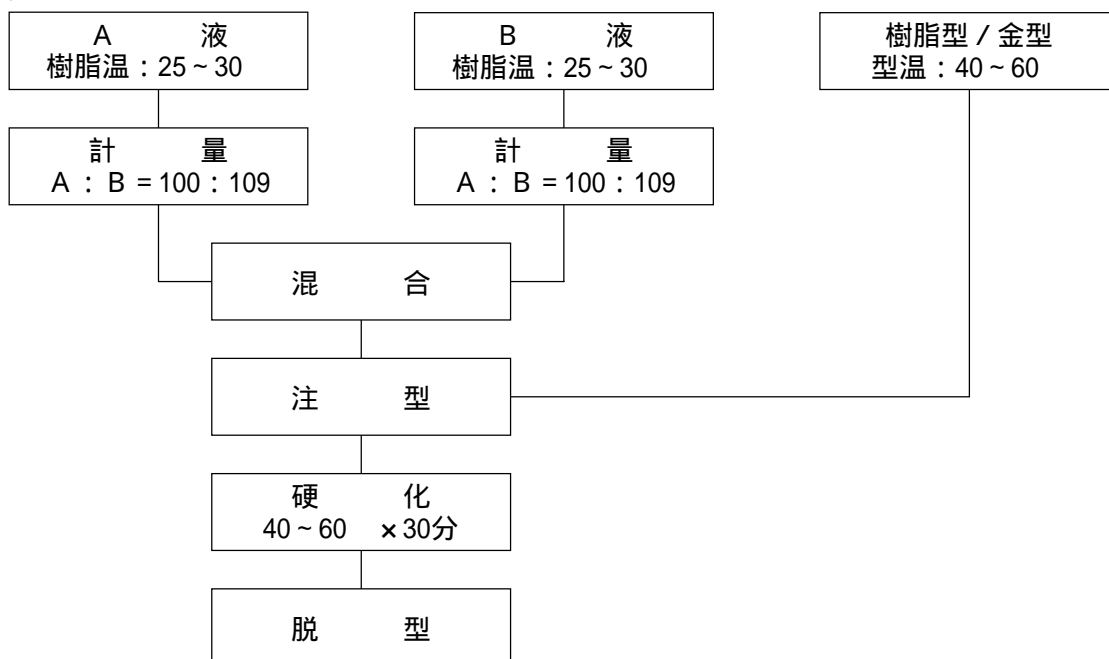 A 液
樹脂温：25～30
B 液
樹脂温：25～30
樹脂型 / 金型
型温：40～60
計 量
A：B＝100：109
計 量
A：B＝100：109
混 合
注 型
硬 化
40～60 ×30分
脱 型